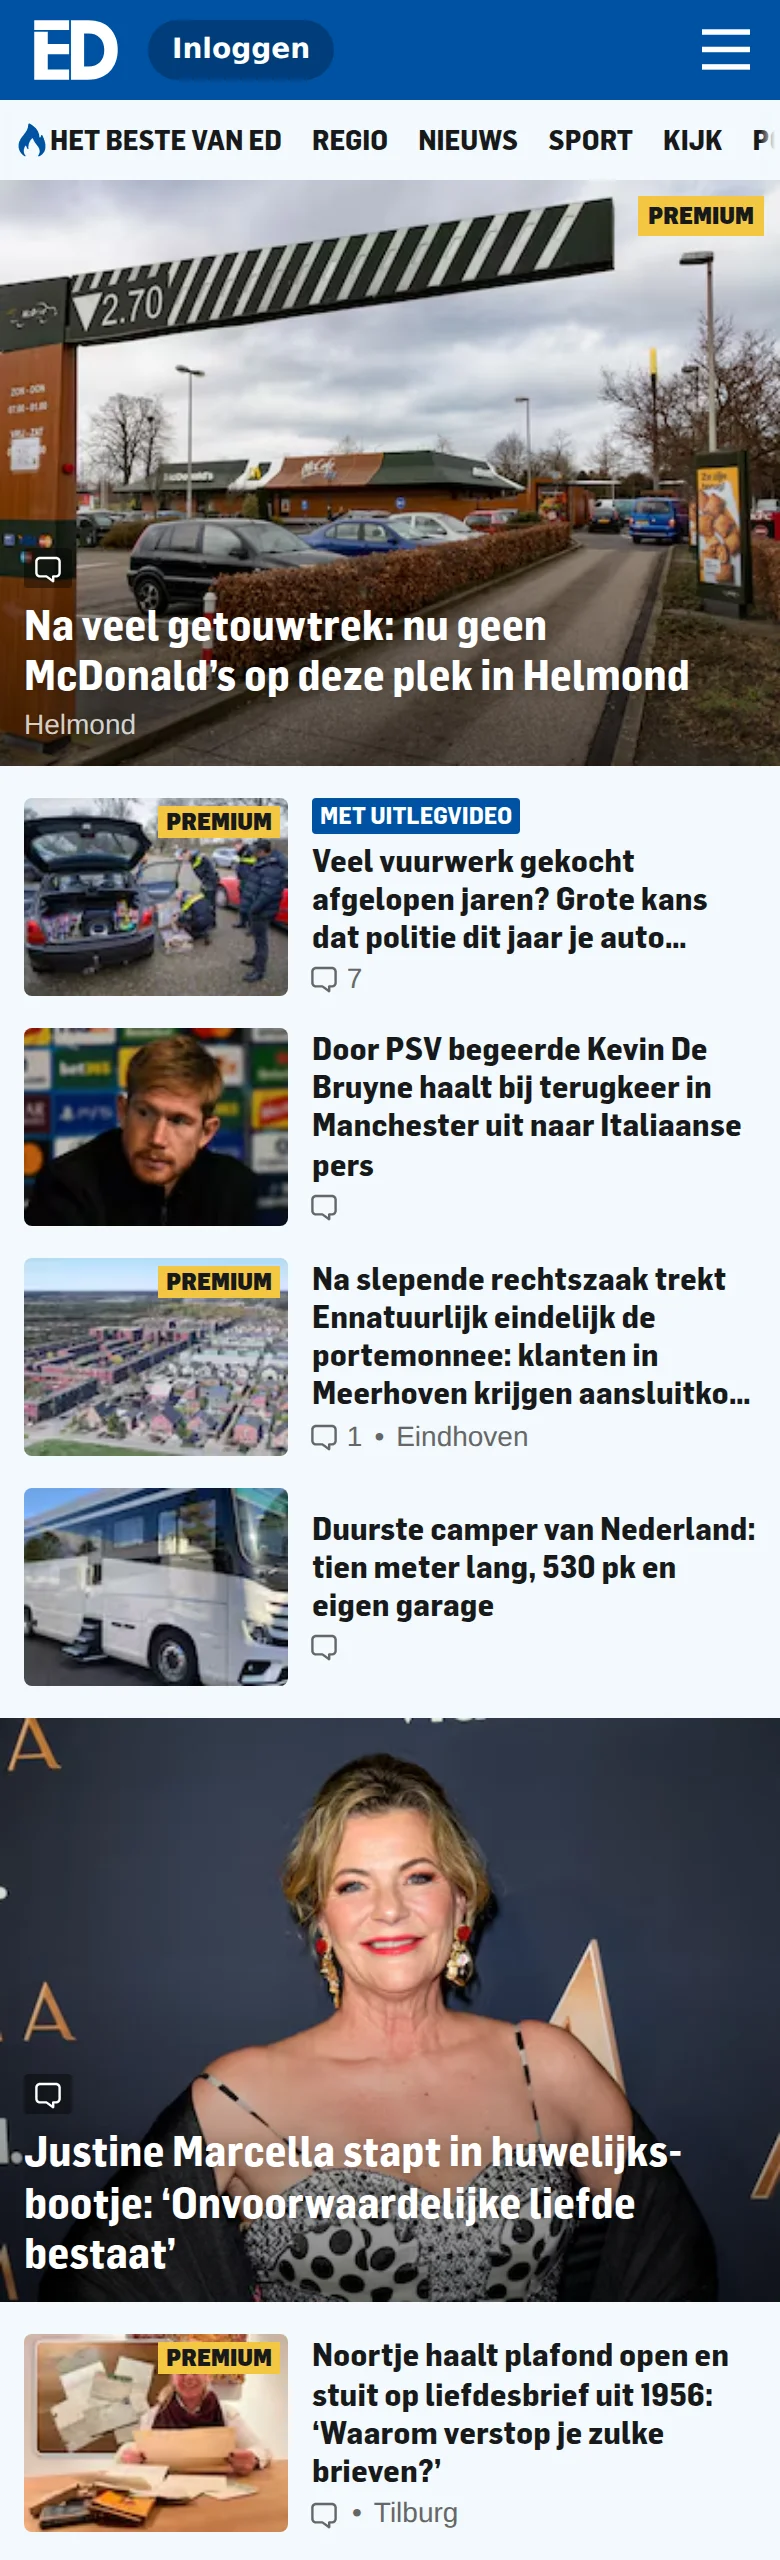 ED
Inloggen
HET BESTE VAN ED REGIO NIEUWS SPORT KIJK
PREMIUM
2.70
Na veel getouwtrek: nu geen
McDonald’s op deze plek in Helmond
Helmond
PREMIUM
MET UITLEGVIDEO
Veel vuurwerk gekocht
afgelopen jaren? Grote kans
dat politie dit jaar je auto...
7
Door PSV begeerde Kevin De
Bruyne haalt bij terugkeer in
Manchester uit naar Italiaanse
pers
PREMIUM
Na slepende rechtszaak trekt
Ennatuurlijk eindelijk de
portemonnee: klanten in
Meerhoven krijgen aansluitko...
1 • Eindhoven
Duurste camper van Nederland:
tien meter lang, 530 pk en
eigen garage
Justine Marcella stapt in huwelijks-
bootje: ‘Onvoorwaardelijke liefde
bestaat’
PREMIUM
Noortje haalt plafond open en
stuit op liefdesbrief uit 1956:
‘Waarom verstop je zulke
brieven?’
• Tilburg